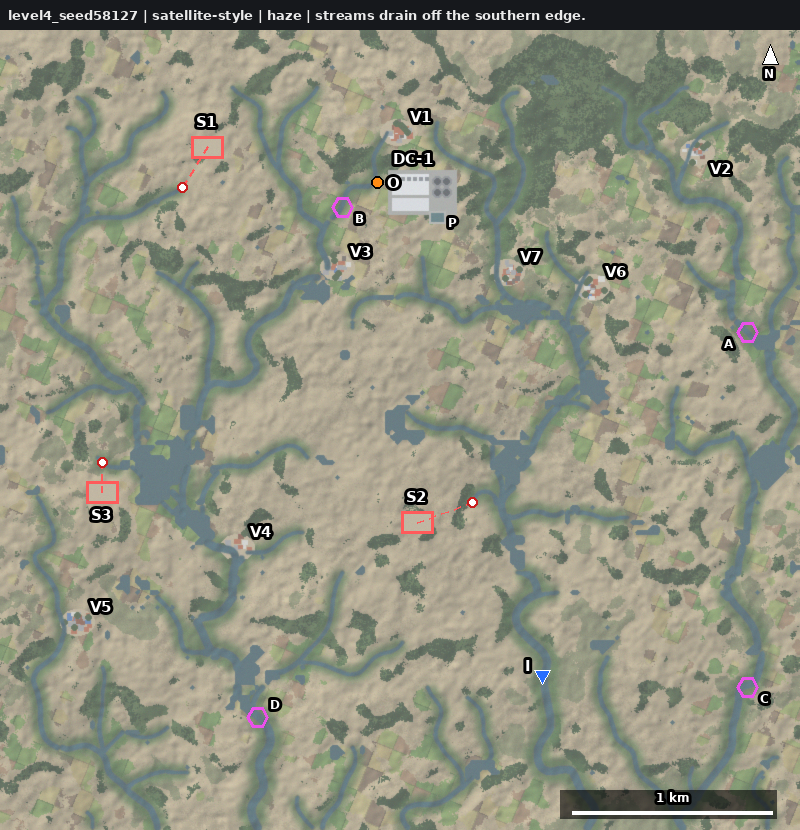 level4_seed58127 | satellite-style | haze | streams drain off the southern edge.
N
V1
S1
DC-1
V2
O
B
P
V3
V7
V6
A
S2
S3
V4
V5
I
D
C
1 km